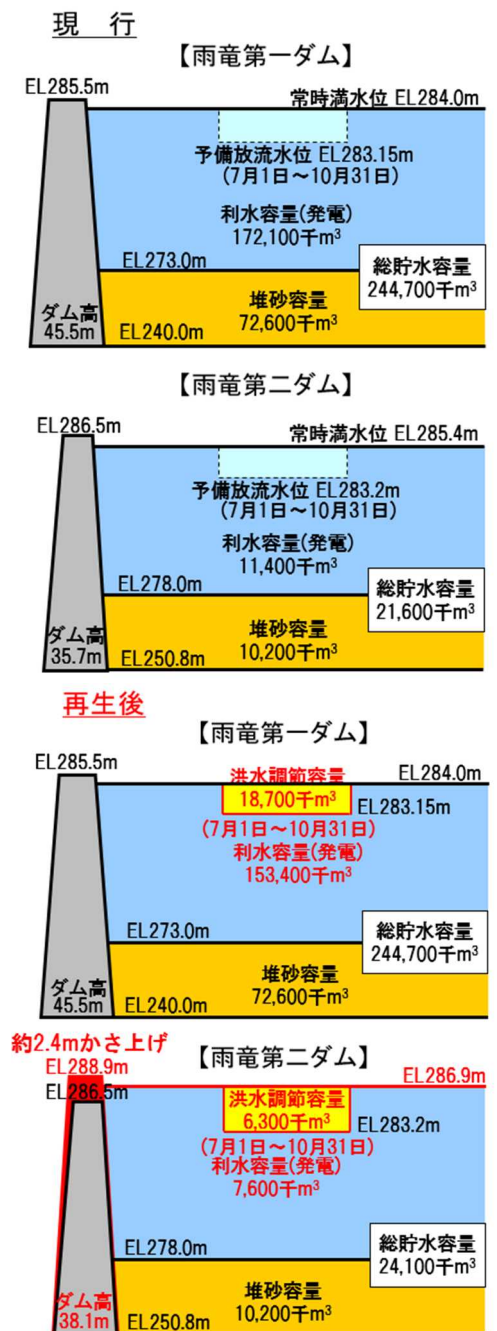 現　行
【雨竜第一ダム】
EL285.5m
常時満水位 EL284.0m
予備放流水位 EL283.15m
(7月1日～10月31日)
利水容量(発電)
172,100千m³
EL273.0m
総貯水容量
244,700千m³
堆砂容量
72,600千m³
ダム高
45.5m
EL240.0m
【雨竜第二ダム】
EL286.5m
常時満水位 EL285.4m
予備放流水位 EL283.2m
(7月1日～10月31日)
利水容量(発電)
11,400千m³
EL278.0m
総貯水容量
21,600千m³
堆砂容量
10,200千m³
ダム高
35.7m
EL250.8m
再生後
【雨竜第一ダム】
EL285.5m
洪水調節容量
18,700千m³
EL284.0m
EL283.15m
(7月1日～10月31日)
利水容量(発電)
153,400千m³
EL273.0m
総貯水容量
244,700千m³
堆砂容量
72,600千m³
ダム高
45.5m
EL240.0m
約2.4mかさ上げ
【雨竜第二ダム】
EL288.9m
EL286.9m
EL286.5m
洪水調節容量
6,300千m³
EL283.2m
(7月1日～10月31日)
利水容量(発電)
7,600千m³
EL278.0m
総貯水容量
24,100千m³
堆砂容量
10,200千m³
ダム高
38.1m
EL250.8m